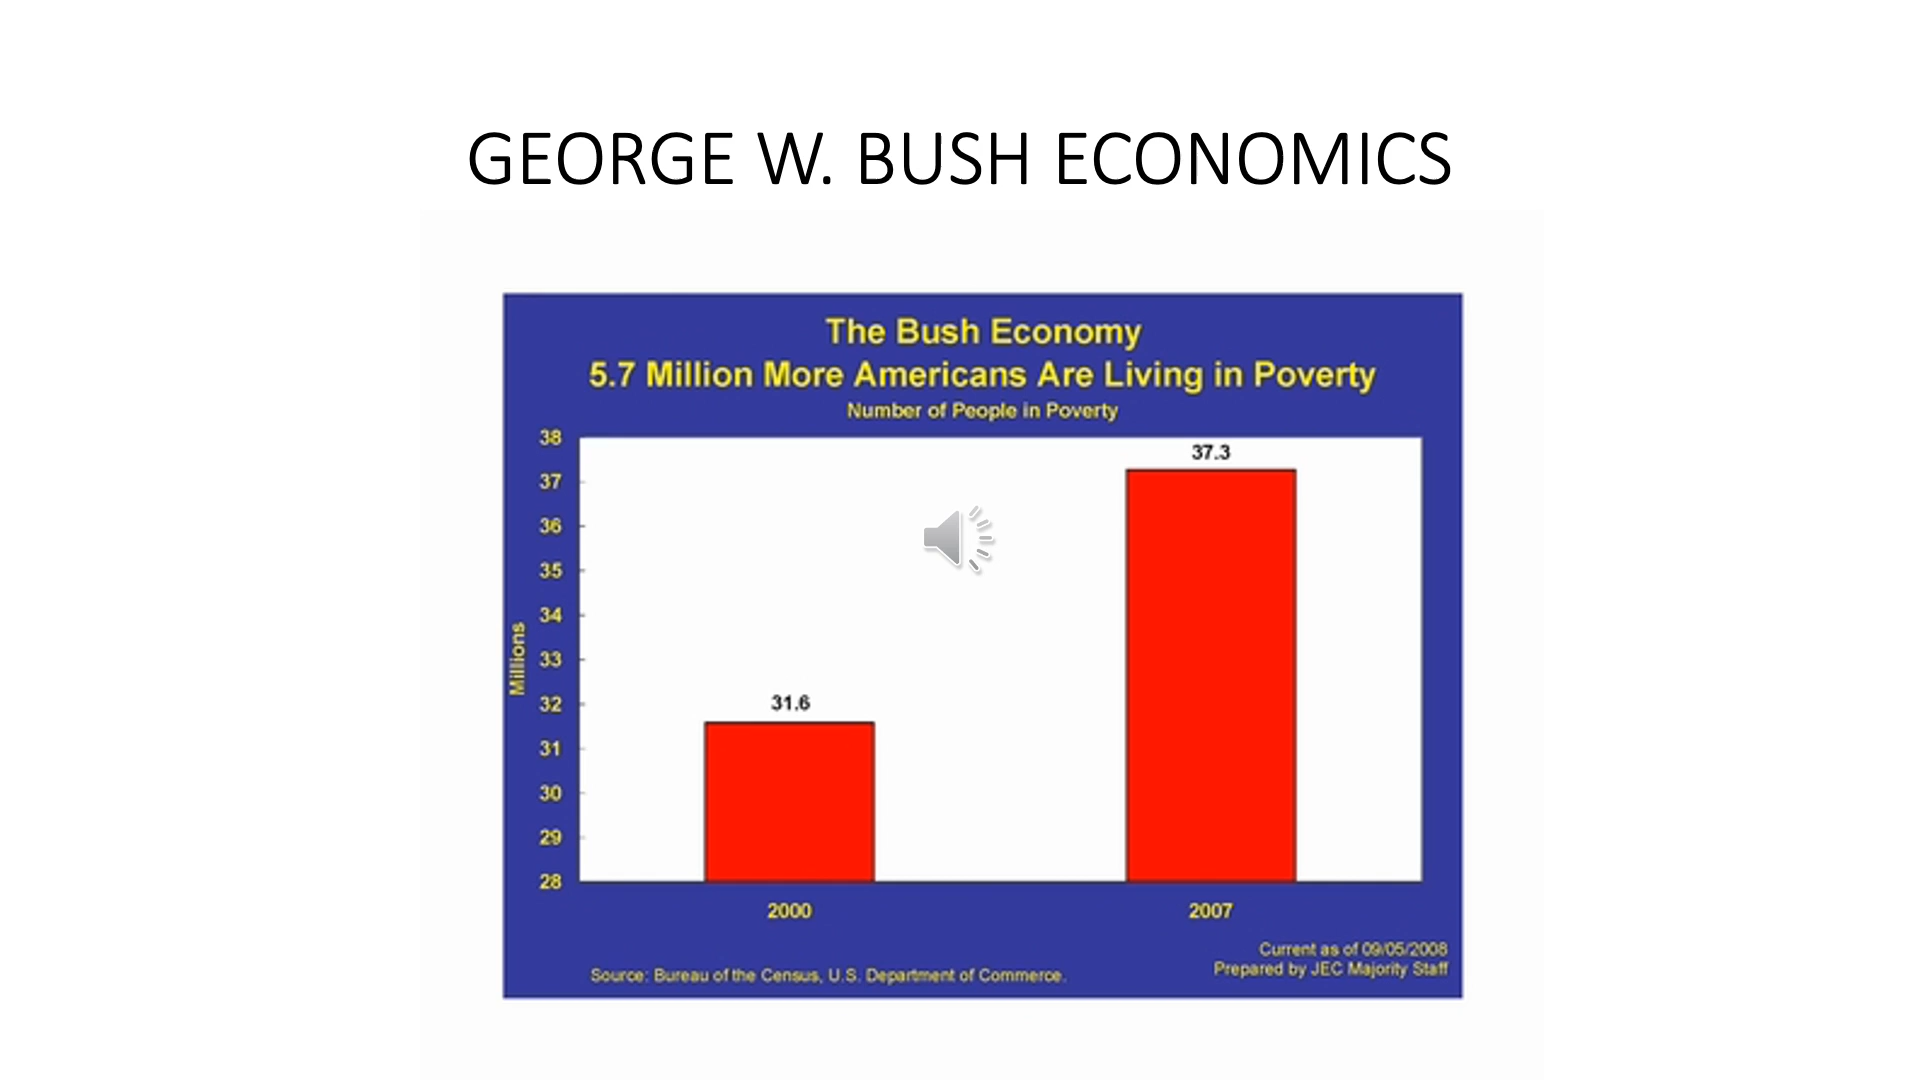 GEORGE W. BUSH ECONOMICS
The Bush Economy
5.7 Million More Americans Are Living in Poverty
Number of People in Poverty
38
37.3
37
36
35
34
33
Millions
32
31.6
31
30
29
28
2000
2007
Current as of 09/05/2008
Source: Bureau of the Census, U.S. Department of Commerce.
Prepared by JEC Majority Staff